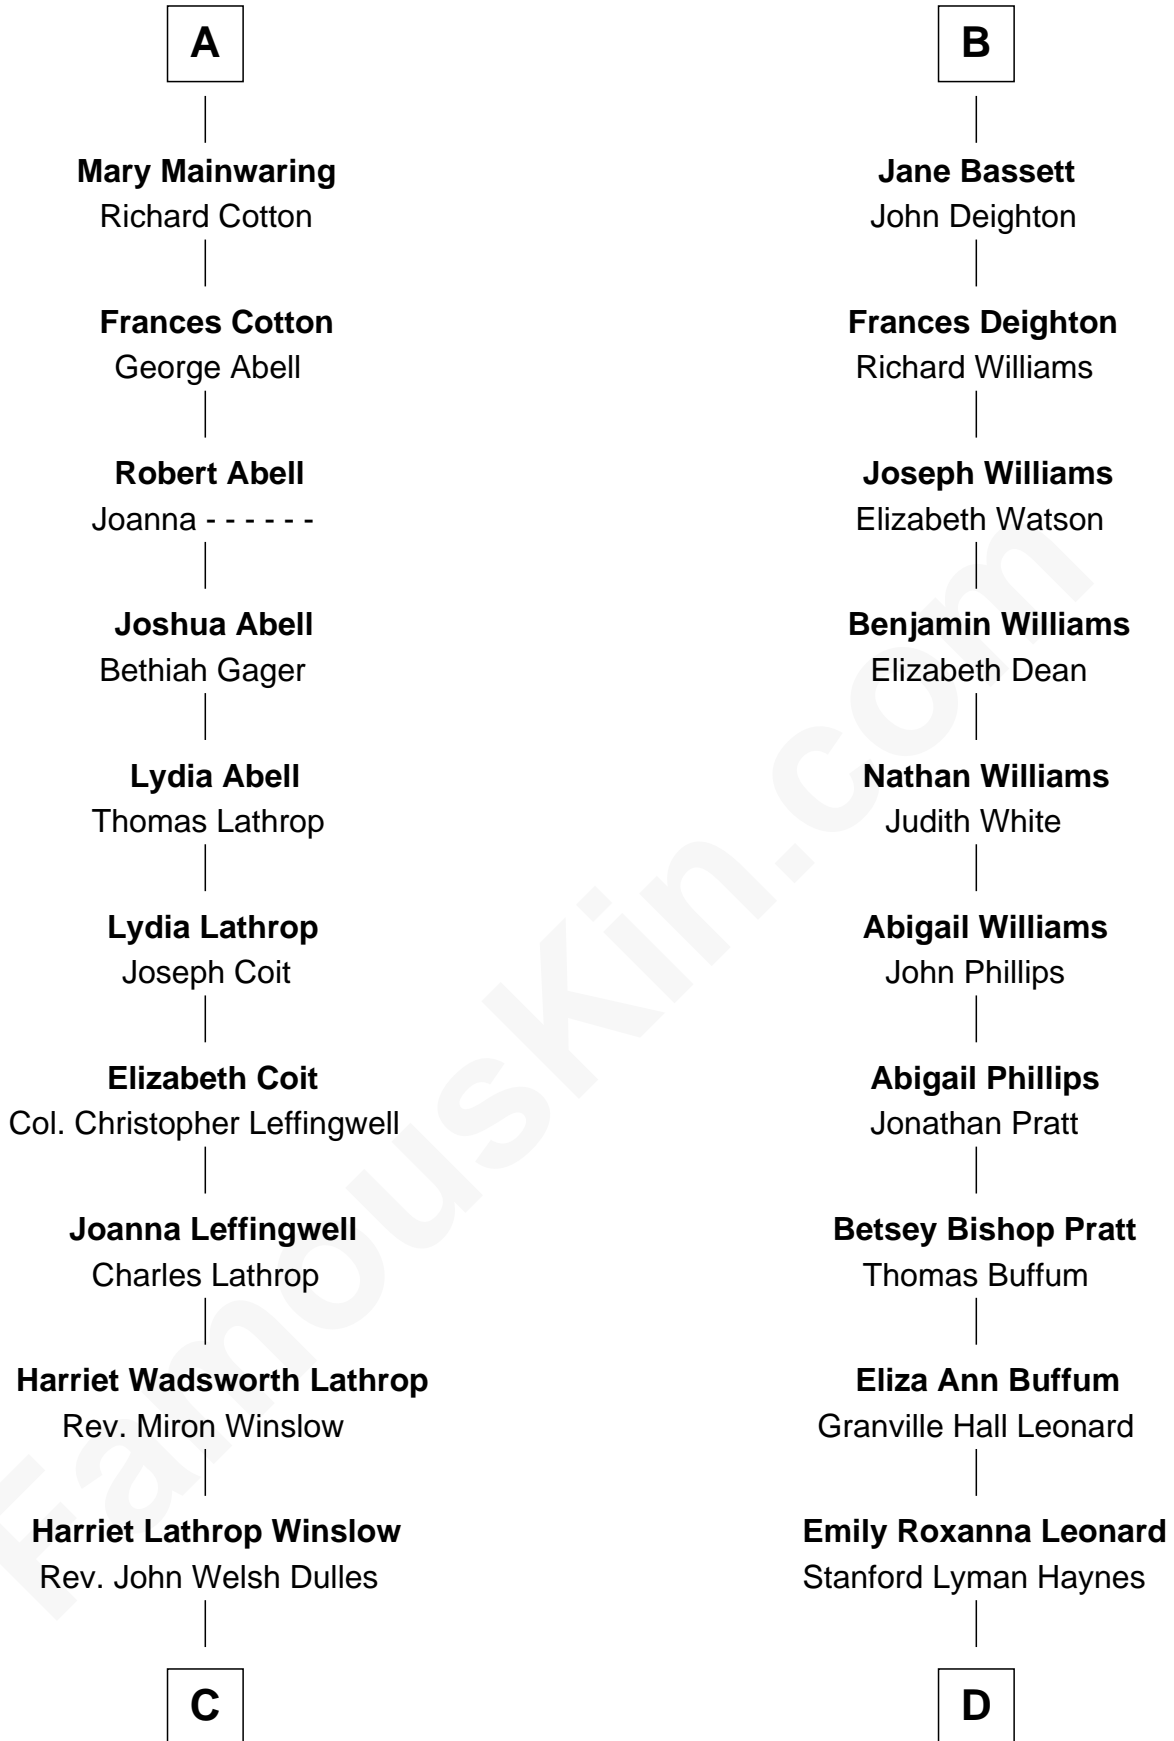 A
Mary Mainwaring
Richard Cotton
Frances Cotton
George Abell
Robert Abell
Joanna - - - - - -
Joshua Abell
Bethiah Gager
Lydia Abell
Thomas Lathrop
Lydia Lathrop
Joseph Coit
Elizabeth Coit
Col. Christopher Leffingwell
Joanna Leffingwell
Charles Lathrop
Harriet Wadsworth Lathrop
Rev. Miron Winslow
Harriet Lathrop Winslow
Rev. John Welsh Dulles
C
B
Jane Bassett
John Deighton
Frances Deighton
Richard Williams
Joseph Williams
Elizabeth Watson
Benjamin Williams
Elizabeth Dean
Nathan Williams
Judith White
Abigail Williams
John Phillips
Abigail Phillips
Jonathan Pratt
Betsey Bishop Pratt
Thomas Buffum
Eliza Ann Buffum
Granville Hall Leonard
Emily Roxanna Leonard
Stanford Lyman Haynes
D
FamousKin.com